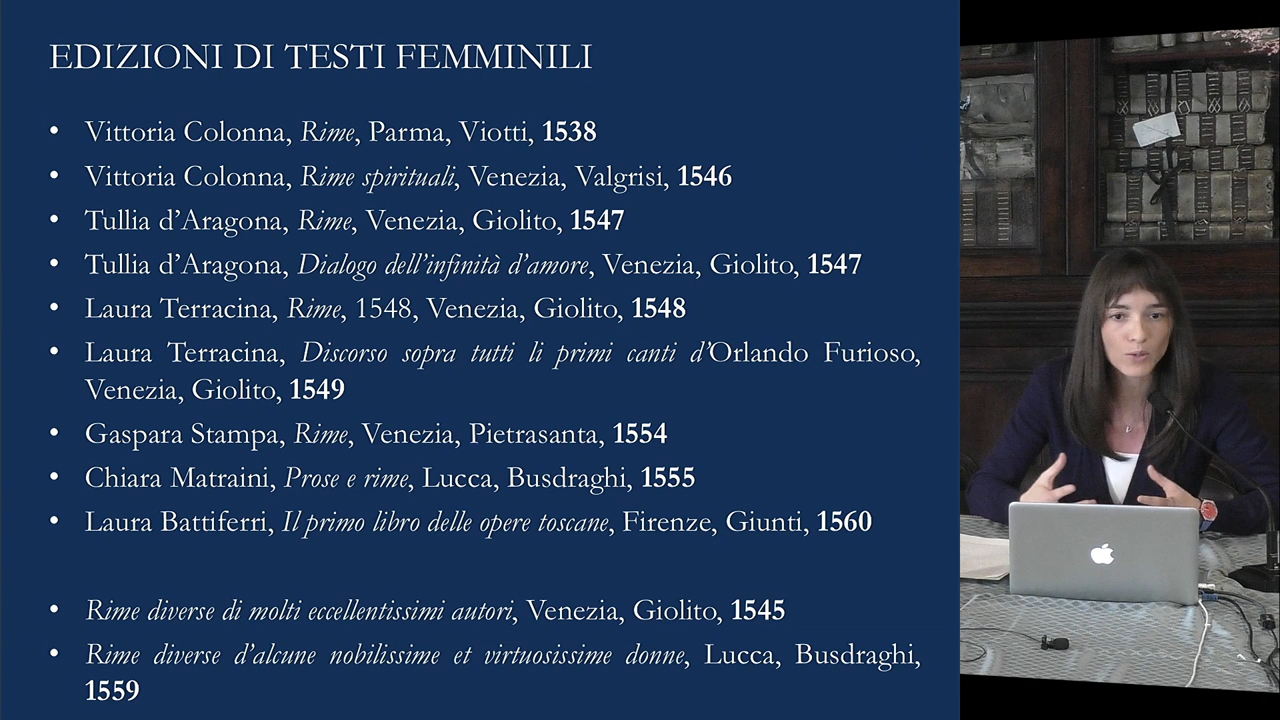 EDIZIONI DI TESTI FEMMINILI
• Vittoria Colonna, Rime, Parma, Viotti, 1538
• Vittoria Colonna, Rime spirituali, Venezia, Valgrisi, 1546
• Tullia d’Aragona, Rime, Venezia, Giolito, 1547
• Tullia d’Aragona, Dialogo dell’infinità d’amore, Venezia, Giolito, 1547
• Laura Terracina, Rime, 1548, Venezia, Giolito, 1548
• Laura Terracina, Discorso sopra tutti li primi canti d’Orlando Furioso,
Venezia, Giolito, 1549
• Gaspara Stampa, Rime, Venezia, Pietrasanta, 1554
• Chiara Matraini, Prose e rime, Lucca, Busdraghi, 1555
• Laura Battiferri, Il primo libro delle opere toscane, Firenze, Giunti, 1560
• Rime diverse di molti eccellentissimi autori, Venezia, Giolito, 1545
• Rime diverse d’alcune nobilissime et virtuosissime donne, Lucca, Busdraghi,
1559